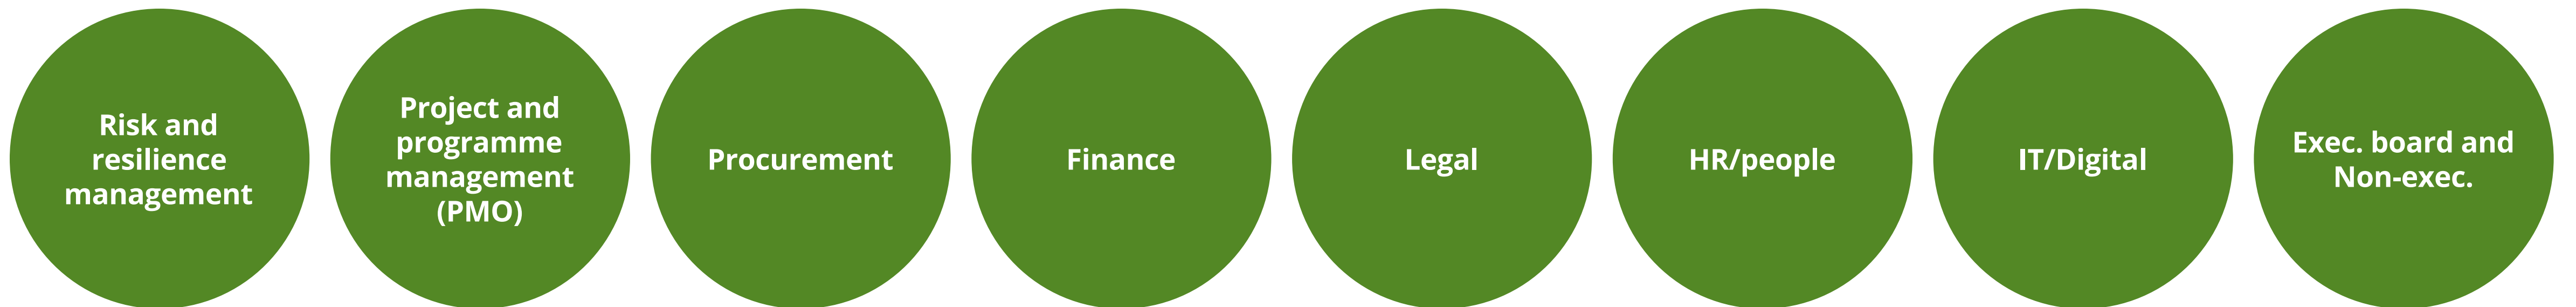 Risk and
resilience
management
Project and
programme
management
(PMO)
Procurement
Finance
Legal
HR/people
IT/Digital
Exec. board and
Non-exec.